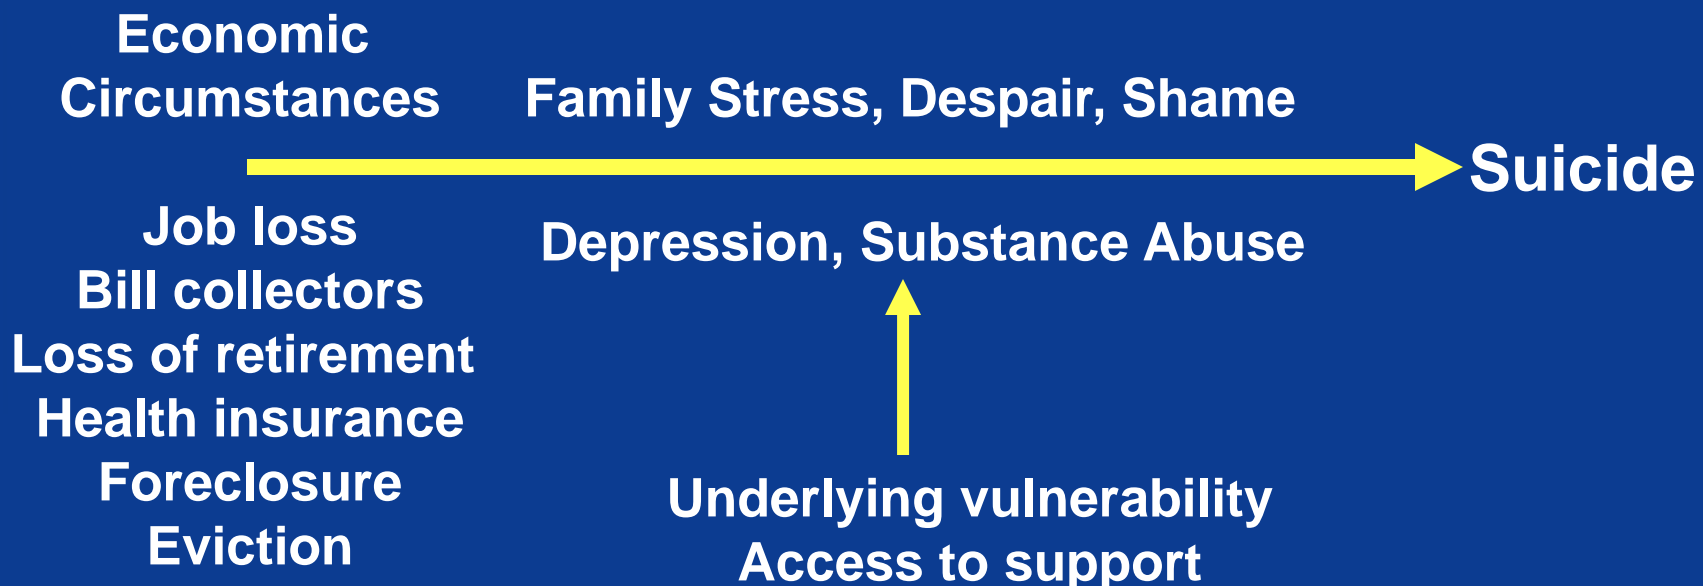 Economic
Circumstances
Family Stress, Despair, Shame
Suicide
Job loss
Bill collectors
Loss of retirement
Health insurance
Foreclosure
Eviction
Depression, Substance Abuse
Underlying vulnerability
Access to support